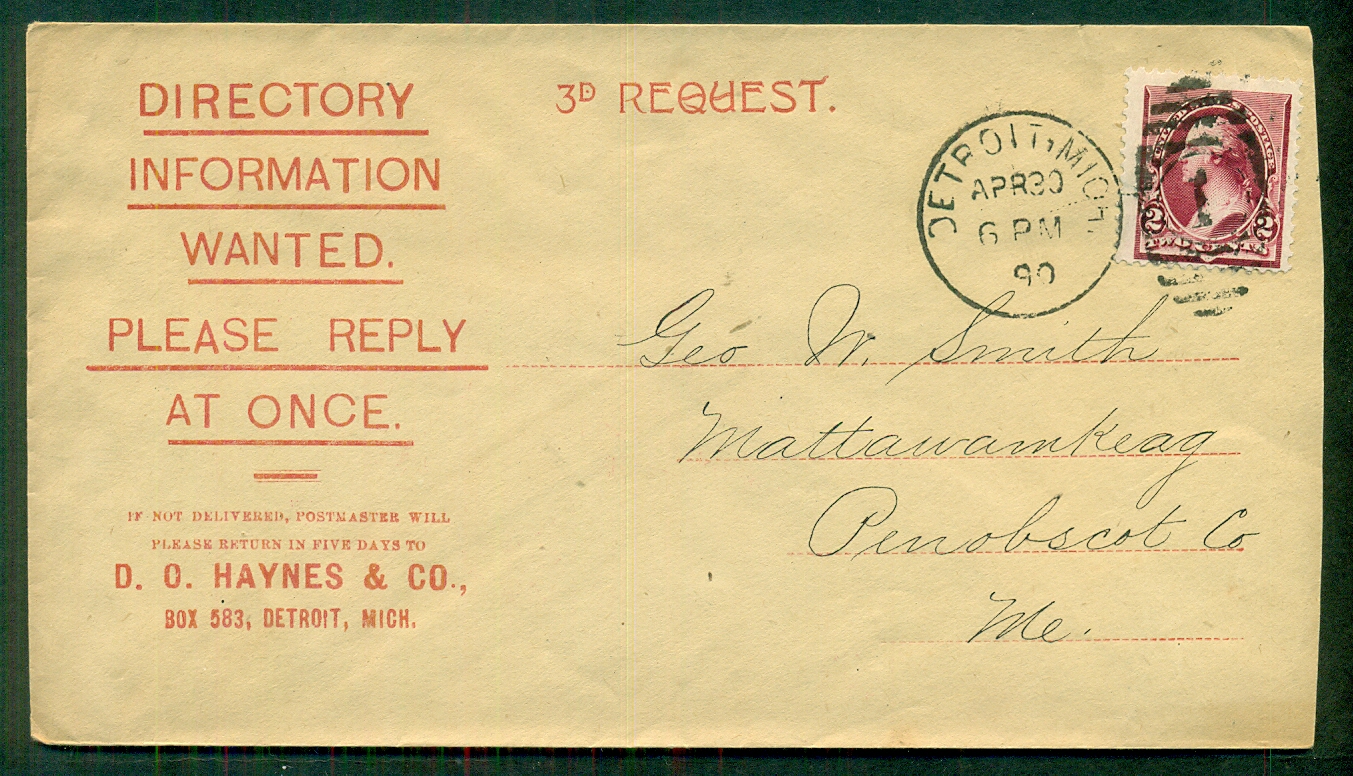 DIRECTORY
INFORMATION
WANTED.
PLEASE REPLY
AT ONCE.
IF NOT DELIVERED, POSTMASTER WILL
PLEASE RETURN IN FIVE DAYS TO
D. O. HAYNES & CO.,
BOX 583, DETROIT, MICH.
3D REQUEST.
DETROIT, MICH.
APR 30
6 PM
90
2 2
TWO CENTS
Geo W. Smith
Mattawamkeag
Penobscot Co
Me.